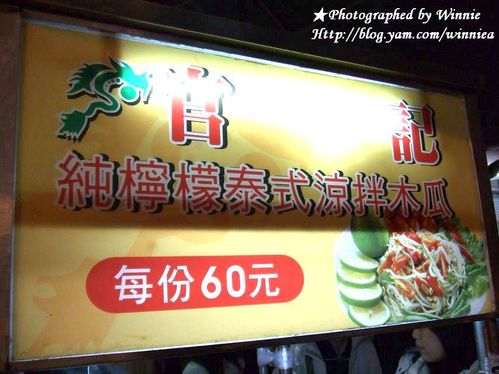 ★Photographed by Winnie
Http://blog.yam.com/winniea
官 記
純檸檬泰式涼拌木瓜
每份60元